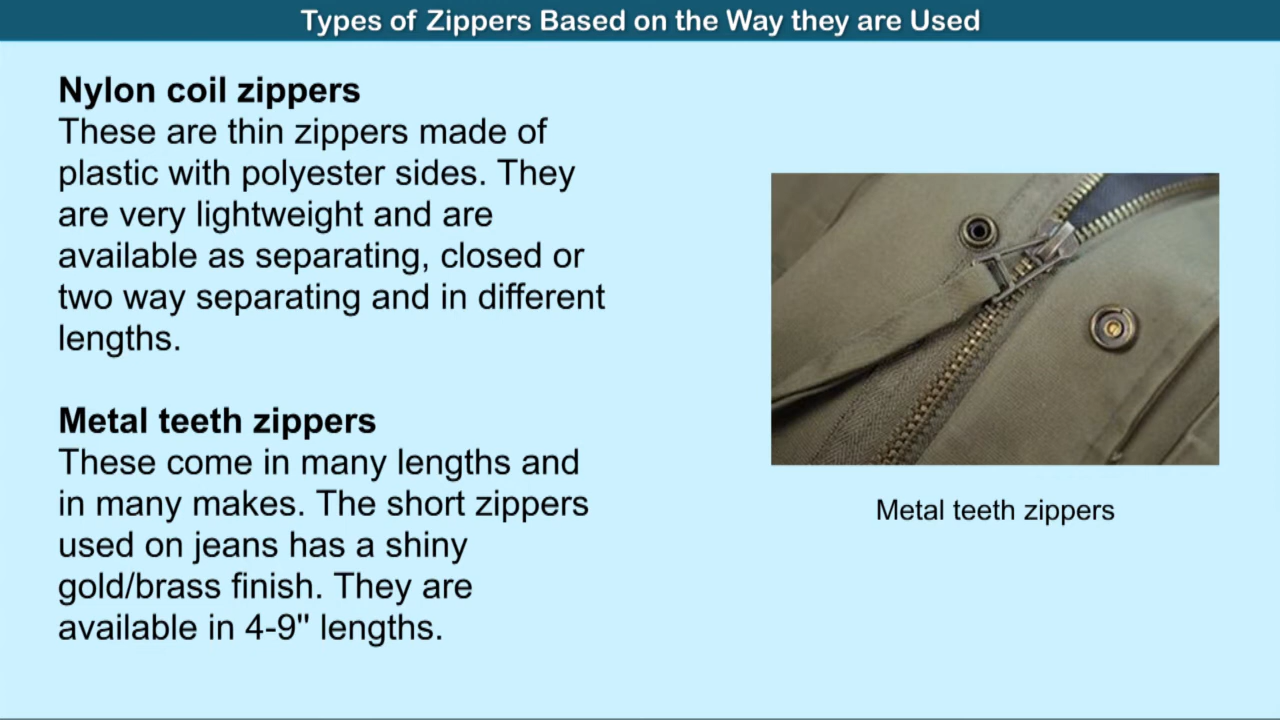 Types of Zippers Based on the Way they are Used
Nylon coil zippers
These are thin zippers made of
plastic with polyester sides. They
are very lightweight and are
available as separating, closed or
two way separating and in different
lengths.
Metal teeth zippers
These come in many lengths and
in many makes. The short zippers
used on jeans has a shiny
gold/brass finish. They are
available in 4-9" lengths.
Metal teeth zippers